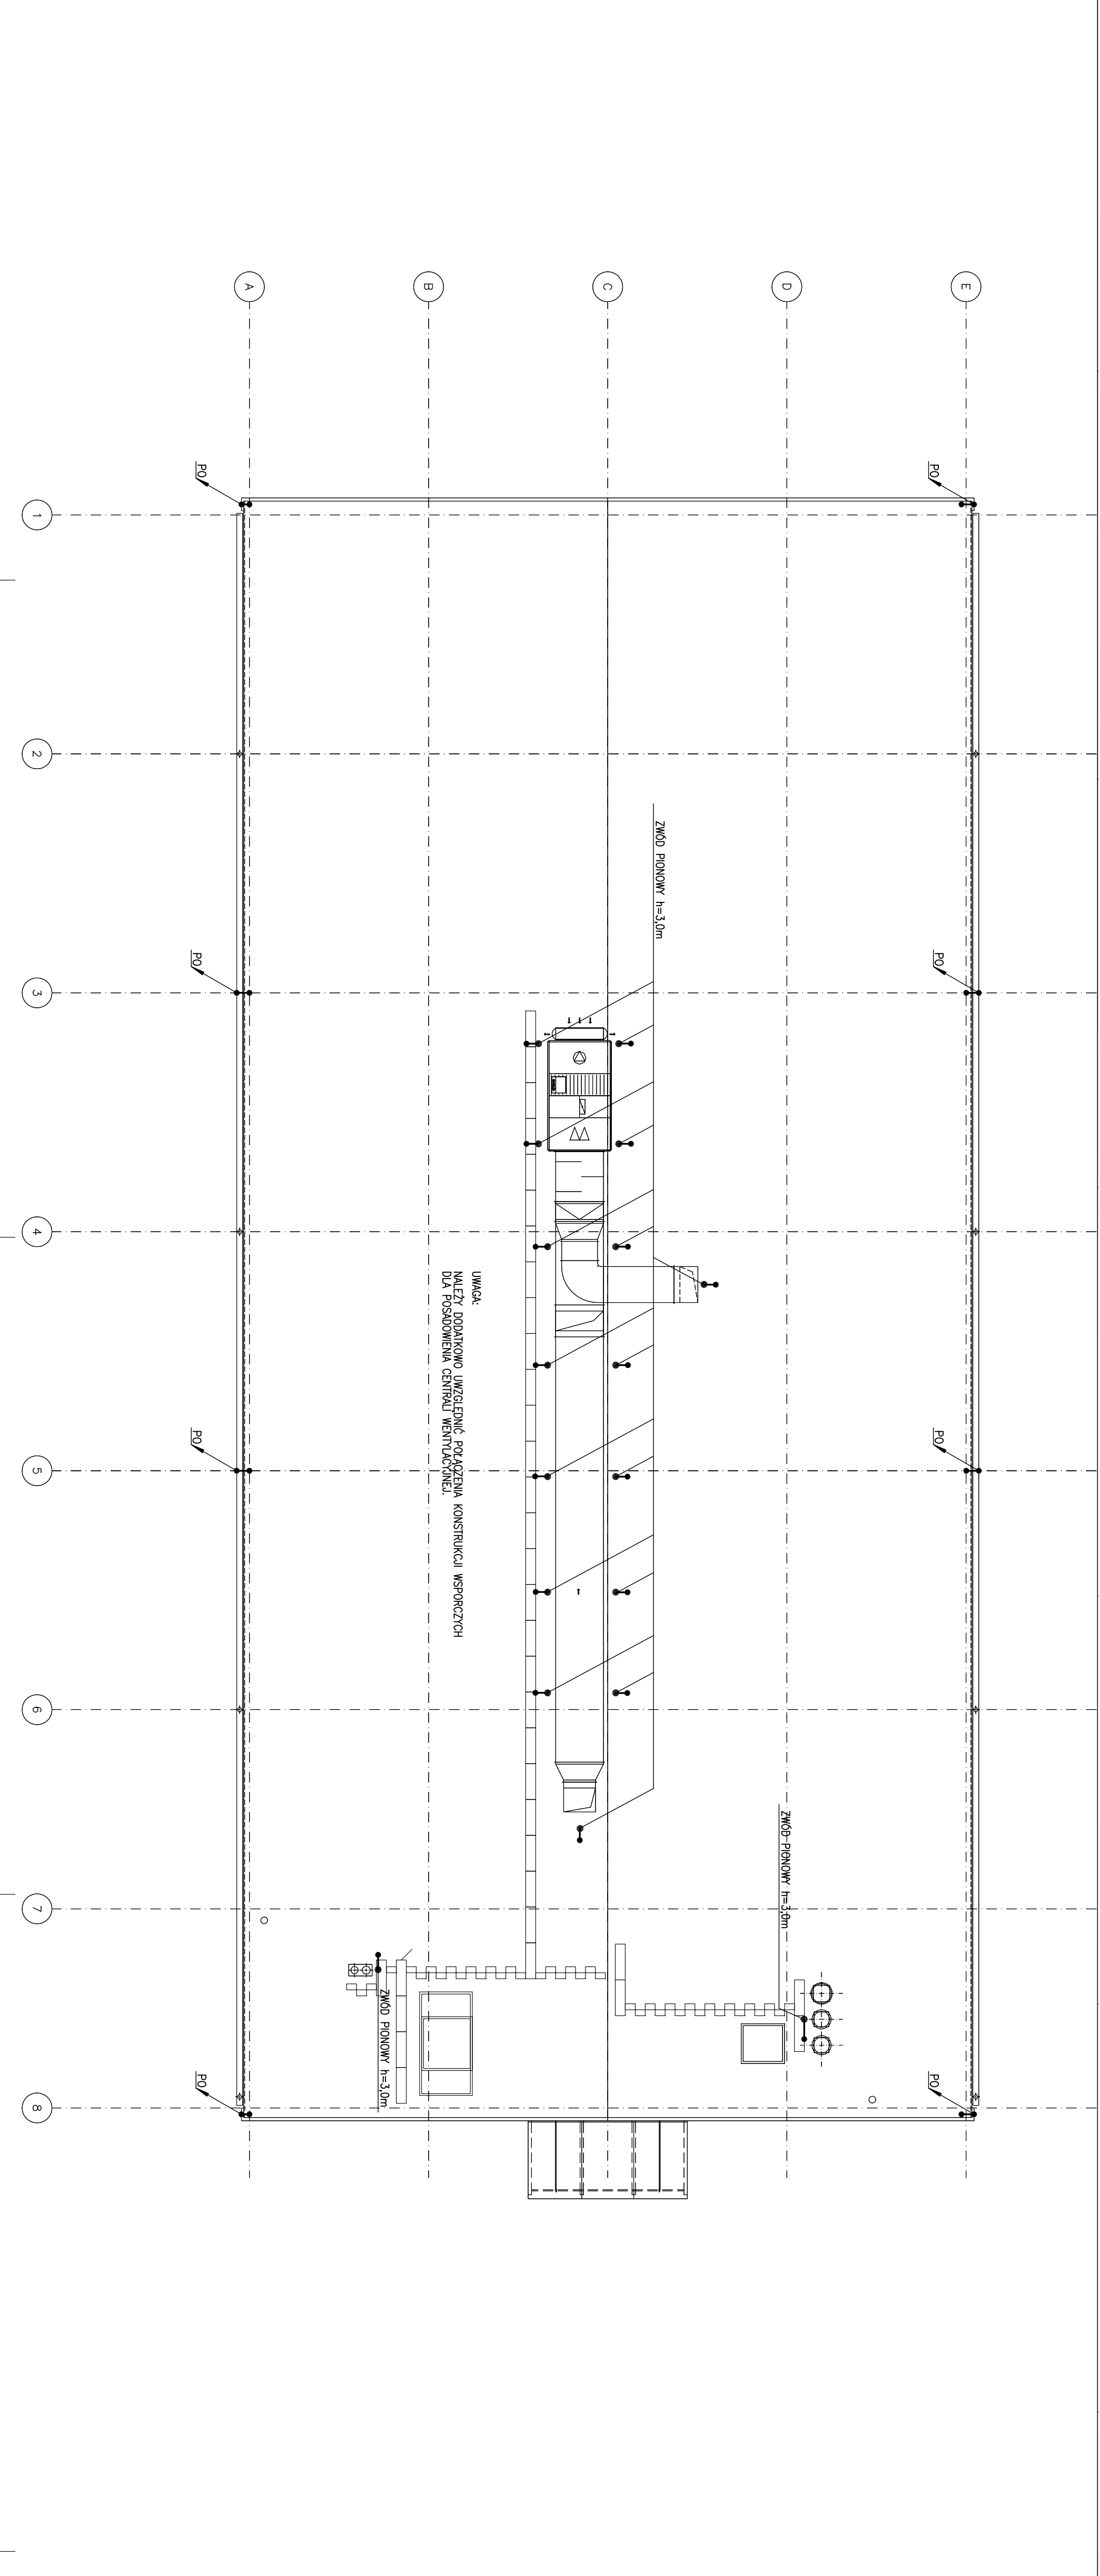 A
B
C
D
E
1
2
3
4
5
6
7
8
PO
PO
PO
PO
PO
PO
PO
PO
ZWÓD PIONOWY h=3,0m
ZWÓD PIONOWY h=3,0m
ZWÓD PIONOWY h=3,0m
UWAGA:
NALEŻY DODATKOWO UWZGLĘDNIĆ POŁĄCZENIA KONSTRUKCJI WSPORCZYCH
DLA POSADOWIENIA CENTRALI WENTYLACYJNEJ.